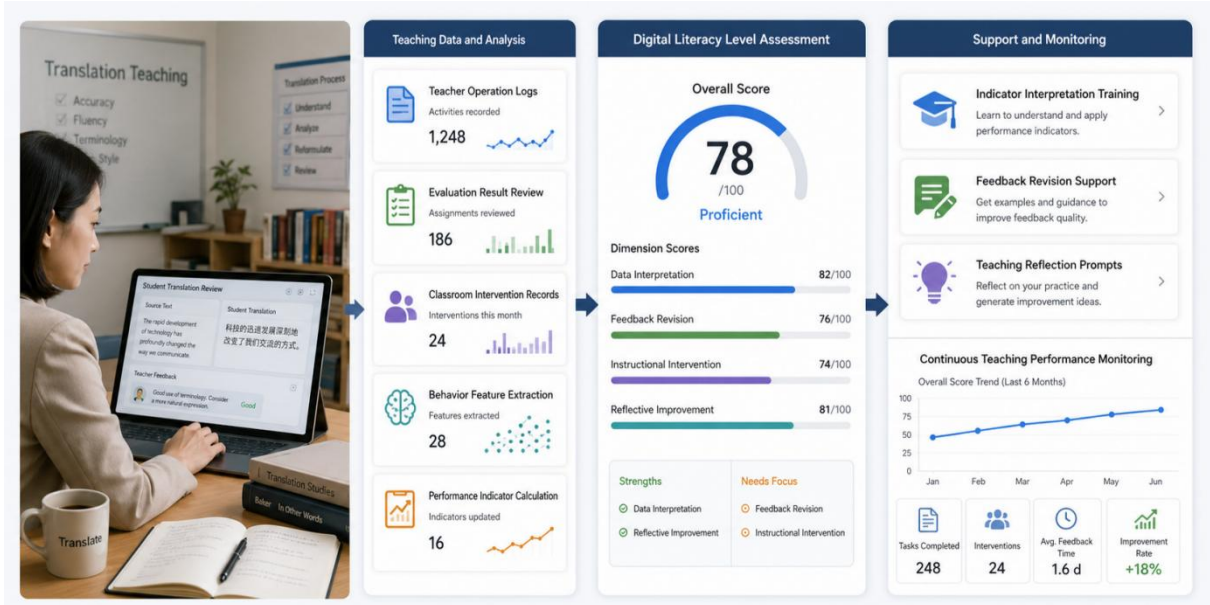 Translation Teaching
Accuracy
Fluency
Terminology
Style
Translation Process
Understand
Analyze
Reformulate
Review
Student Translation Review
Source Text
The rapid development
of technology has
profoundly changed the
way we communicate.
Student Translation
科技的迅速发展深刻地
改变了我们交流的方式。
Teacher Feedback
Good use of terminology. Consider
a more natural expression.
Good
Translation Studies
Baker In Other Words
Translate
Teaching Data and Analysis
Teacher Operation Logs
Activities recorded
1,248
Evaluation Result Review
Assignments reviewed
186
Classroom Intervention Records
Interventions this month
24
Behavior Feature Extraction
Features extracted
28
Performance Indicator Calculation
Indicators updated
16
Digital Literacy Level Assessment
Overall Score
78
/100
Proficient
Dimension Scores
Data Interpretation 82/100
Feedback Revision 76/100
Instructional Intervention 74/100
Reflective Improvement 81/100
Strengths
Data Interpretation
Reflective Improvement
Needs Focus
Feedback Revision
Instructional Intervention
Support and Monitoring
Indicator Interpretation Training
Learn to understand and apply
performance indicators.
Feedback Revision Support
Get examples and guidance to
improve feedback quality.
Teaching Reflection Prompts
Reflect on your practice and
generate improvement ideas.
Continuous Teaching Performance Monitoring
Overall Score Trend (Last 6 Months)
100
75
50
25
0
Jan Feb Mar Apr May Jun
Tasks Completed
248
Interventions
24
Avg. Feedback
Time
1.6 d
Improvement
Rate
+18%